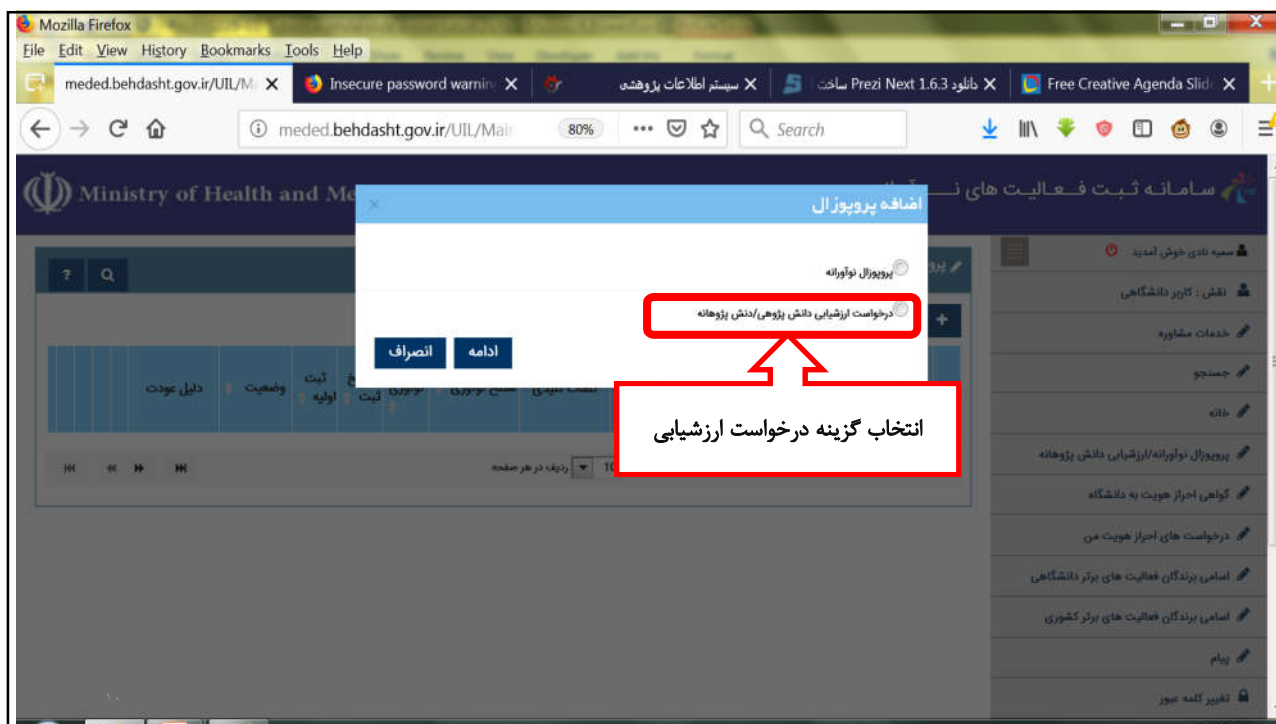 Mozilla Firefox
File Edit View History Bookmarks Tools Help
meded.behdasht.gov.ir/UIL/M
Insecure password warnin
سیستم اطلاعات پژوهشی
دانلود Prezi Next 1.6.3 ساخت
Free Creative Agenda Slid
meded.behdasht.gov.ir/UIL/Main
80%
Search
Ministry of Health and Me
سامانه ثبت فعالیت های
اضافه پروپوزال
پروپوزال نوآورانه
درخواست ارزشیابی دانش پژوهی/دنش پژوهانه
ادامه
انصراف
انتخاب گزینه درخواست ارزشیابی
ثبت اولیه
وضعیت
دلیل عودت
10
ردیف در هر صفحه
سمیه نادی خوش آمدید
نقش : کاربر دانشگاهی
خدمات مشاوره
جستجو
خانه
پروپوزال نوآورانه/ارزشیابی دانش پژوهانه
گواهی احراز هویت به دانشگاه
درخواست های احراز هویت من
اسامی برندگان فعالیت های برتر دانشگاهی
اسامی برندگان فعالیت های برتر کشوری
پیام
تغییر کلمه عبور
۱۰